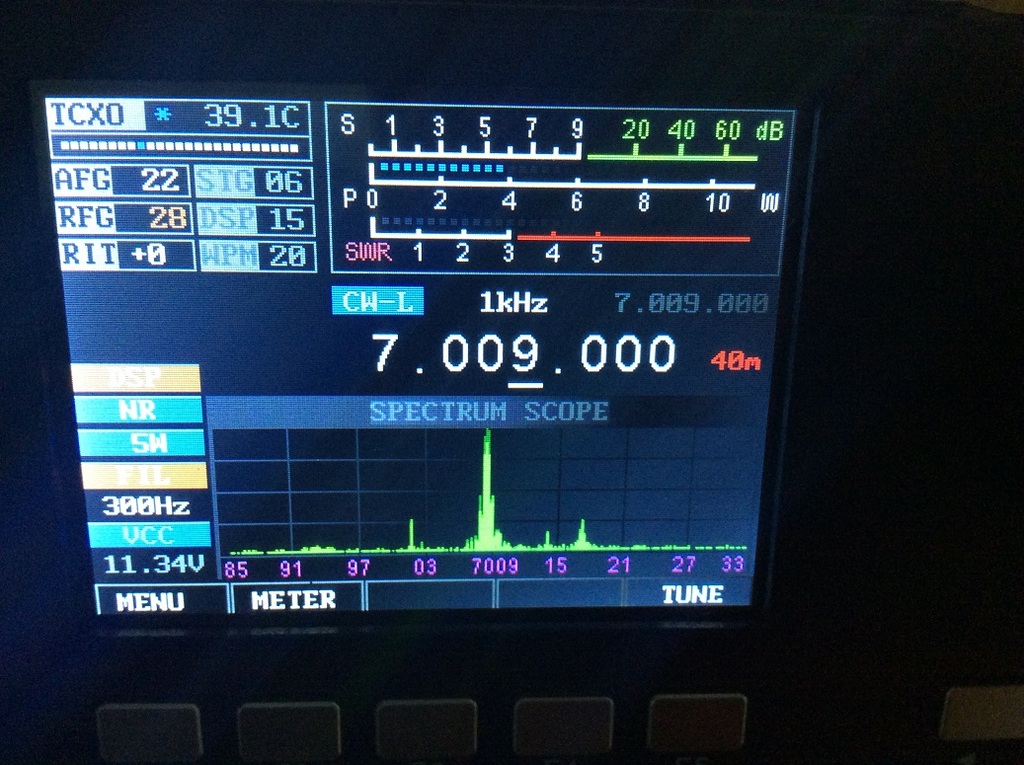 TCXO * 39.1C
AFG 22 STG 06
RFG 28 DSP 15
RIT +0 WPM 20
S 1 3 5 7 9 20 40 60 dB
P 0 2 4 6 8 10 W
SWR 1 2 3 4 5
CW-L 1kHz 7.009.000
7.009.000 40m
DSP
NR
5W
FIL
300Hz
VCC
11.34V
SPECTRUM SCOPE
85 91 97 03 7009 15 21 27 33
MENU METER TUNE